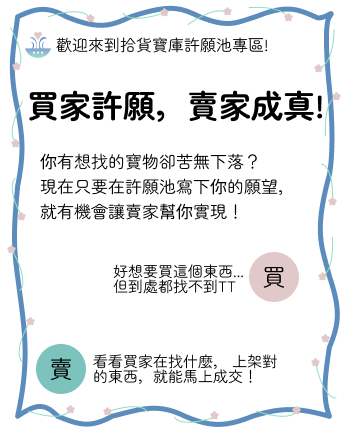 歡迎來到拾貨寶庫許願池專區!
買家許願，賣家成真!
你有想找的寶物卻苦無下落？
現在只要在許願池寫下你的願望，
就有機會讓賣家幫你實現！
好想要買這個東西...
但到處都找不到TT
買
賣
看看買家在找什麼， 上架對
的東西，就能馬上成交！